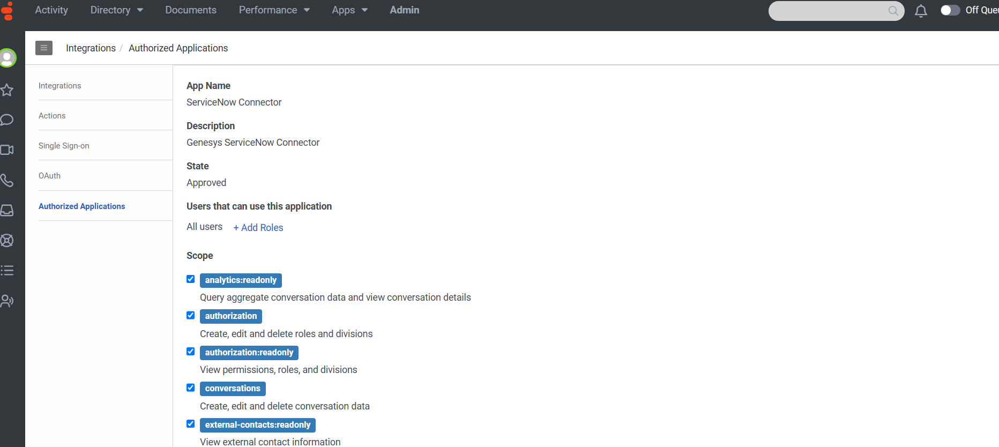 Activity Directory Documents Performance Apps Admin
Off Que
Integrations / Authorized Applications
Integrations
Actions
Single Sign-on
OAuth
Authorized Applications
App Name
ServiceNow Connector
Description
Genesys ServiceNow Connector
State
Approved
Users that can use this application
All users + Add Roles
Scope
analytics:readonly
Query aggregate conversation data and view conversation details
authorization
Create, edit and delete roles and divisions
authorization:readonly
View permissions, roles, and divisions
conversations
Create, edit and delete conversation data
external-contacts:readonly
View external contact information